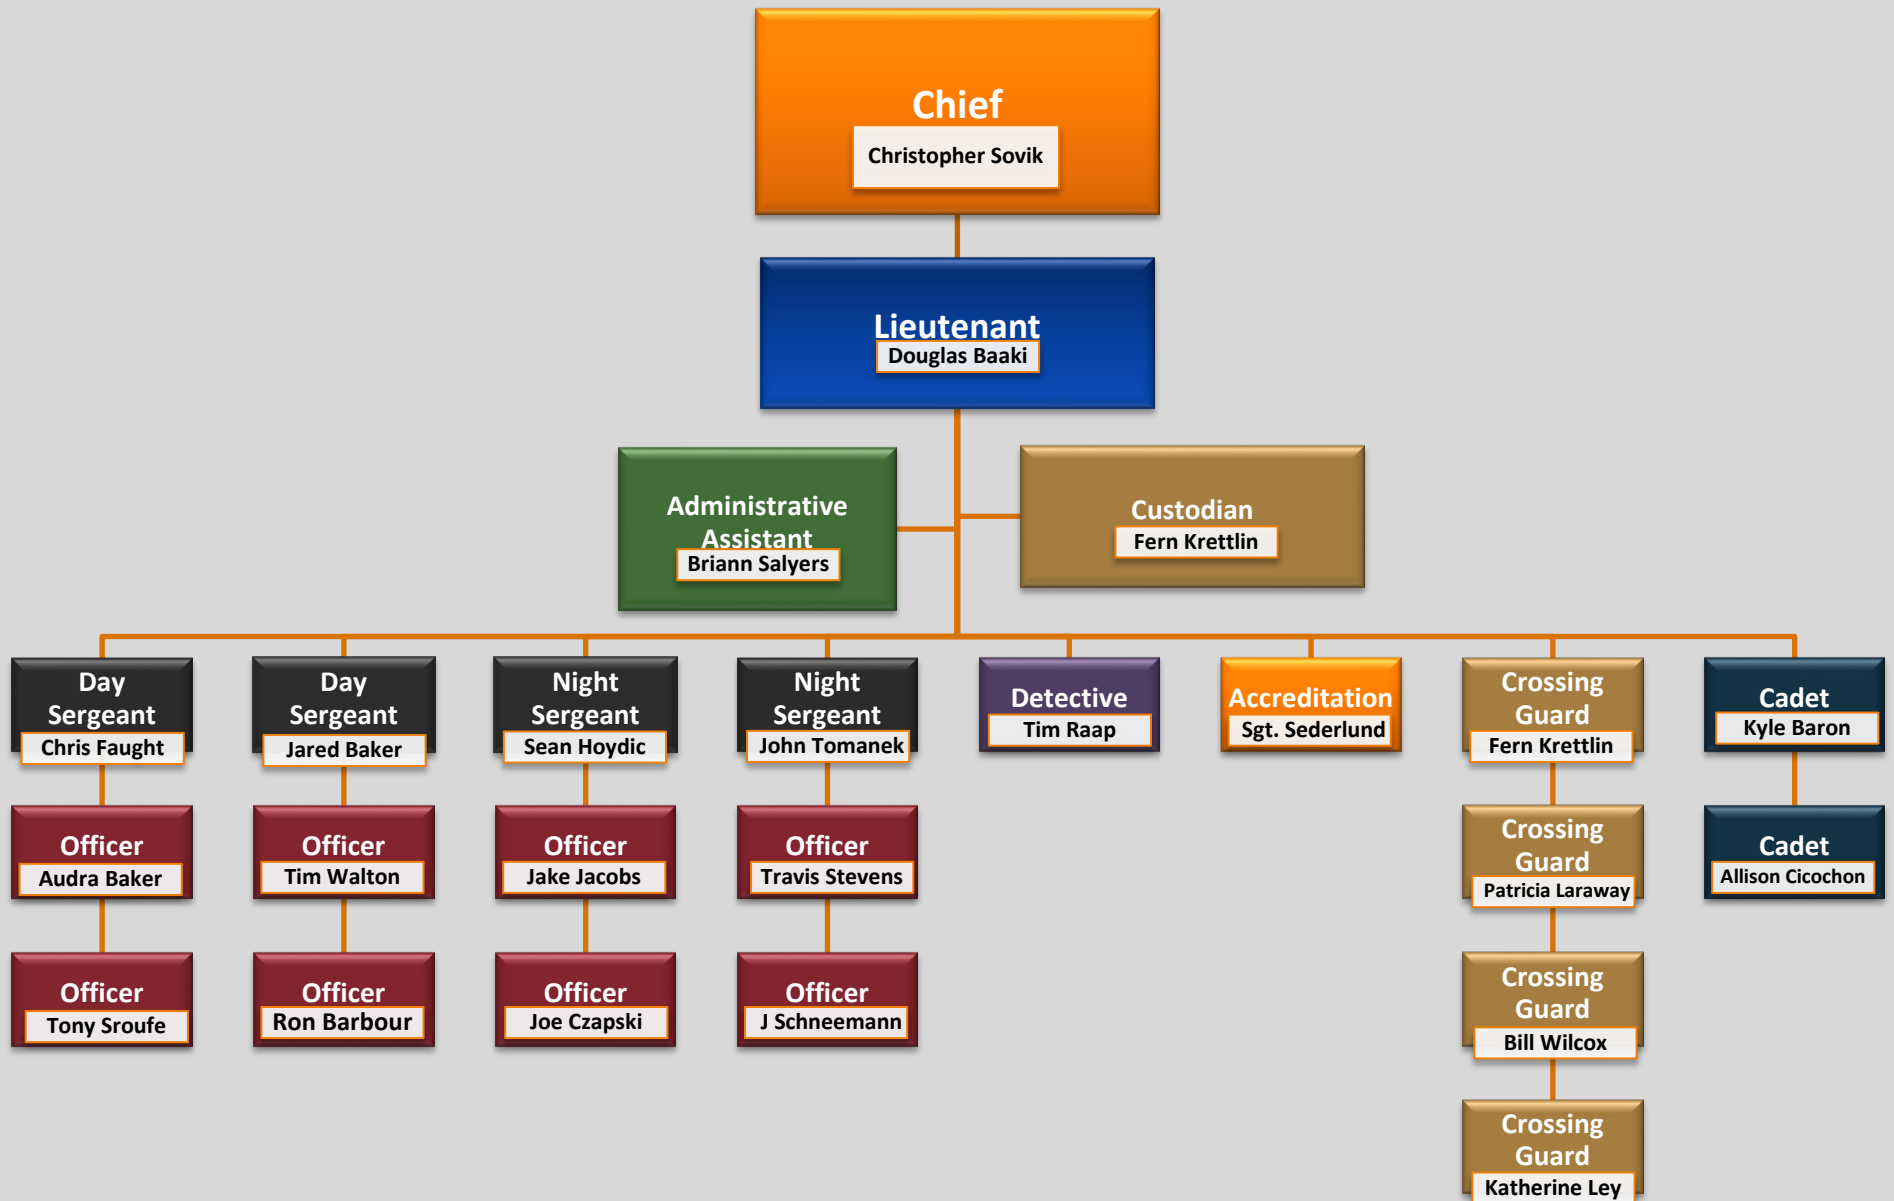 Chief
Christopher Sovik
Lieutenant
Douglas Baaki
Administrative
Assistant
Briann Salyers
Custodian
Fern Krettlin
Day
Sergeant
Chris Faught
Day
Sergeant
Jared Baker
Night
Sergeant
Sean Hoydic
Night
Sergeant
John Tomanek
Detective
Tim Raap
Accreditation
Sgt. Sederlund
Crossing
Guard
Fern Krettlin
Cadet
Kyle Baron
Officer
Audra Baker
Officer
Tim Walton
Officer
Jake Jacobs
Officer
Travis Stevens
Crossing
Guard
Patricia Laraway
Cadet
Allison Cicochon
Officer
Tony Sroufe
Officer
Ron Barbour
Officer
Joe Czapski
Officer
J Schneemann
Crossing
Guard
Bill Wilcox
Crossing
Guard
Katherine Ley